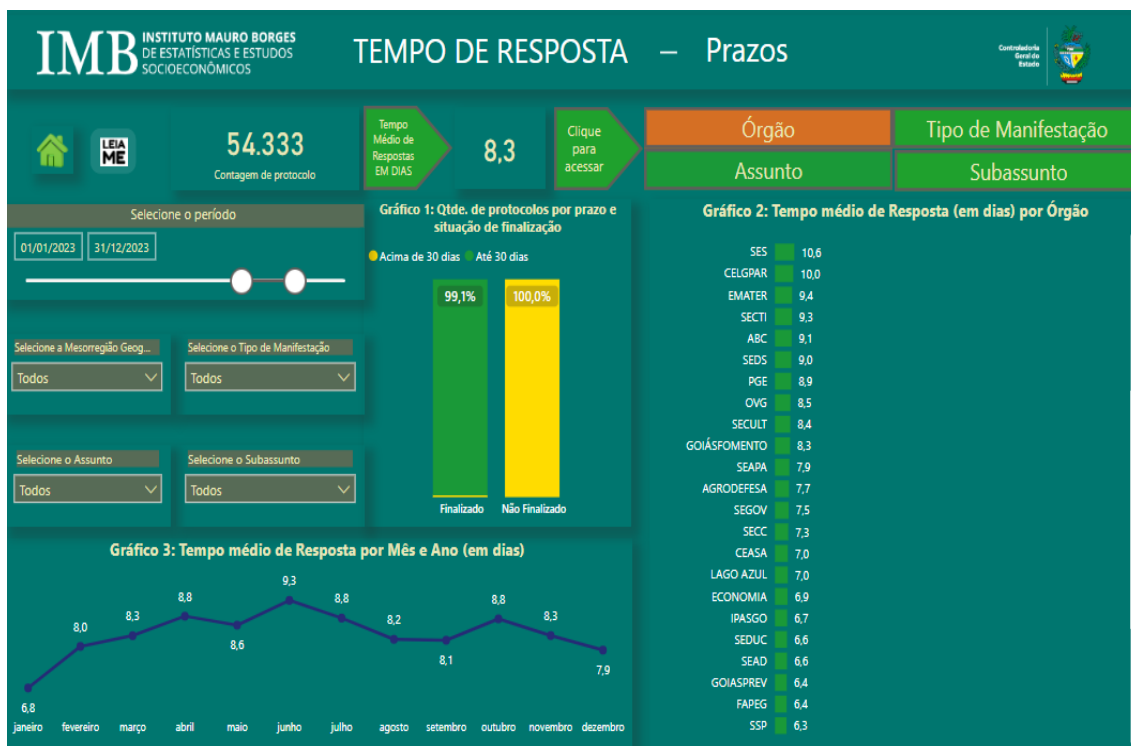 IMB
INSTITUTO MAURO BORGES
DE ESTATÍSTICAS E ESTUDOS
SOCIOECONÔMICOS
TEMPO DE RESPOSTA – Prazos
Controladoria
Geral do
Estado
LEIA
ME
54.333
Contagem de protocolo
Tempo
Médio de
Respostas
EM DIAS
8,3
Clique
para
acessar
Órgão
Tipo de Manifestação
Assunto
Subassunto
Selecione o período
01/01/2023 31/12/2023
Selecione a Mesorregião Geog...
Todos
Selecione o Tipo de Manifestação
Todos
Selecione o Assunto
Todos
Selecione o Subassunto
Todos
Gráfico 1: Qtde. de protocolos por prazo e
situação de finalização
Acima de 30 dias Até 30 dias
99,1% 100,0%
Finalizado Não Finalizado
Gráfico 2: Tempo médio de Resposta (em dias) por Órgão
SES 10,6
CELGPAR 10,0
EMATER 9,4
SECTI 9,3
ABC 9,1
SEDS 9,0
PGE 8,9
OVG 8,5
SECULT 8,4
GOIÁSFOMENTO 8,3
SEAPA 7,9
AGRODEFESA 7,7
SEGOV 7,5
SECC 7,3
CEASA 7,0
LAGO AZUL 7,0
ECONOMIA 6,9
IPASGO 6,7
SEDUC 6,6
SEAD 6,6
GOIASPREV 6,4
FAPEG 6,4
SSP 6,3
Gráfico 3: Tempo médio de Resposta por Mês e Ano (em dias)
6,8 8,0 8,3 8,8 8,6 9,3 8,8 8,2 8,1 8,8 8,3 7,9
janeiro fevereiro março abril maio junho julho agosto setembro outubro novembro dezembro